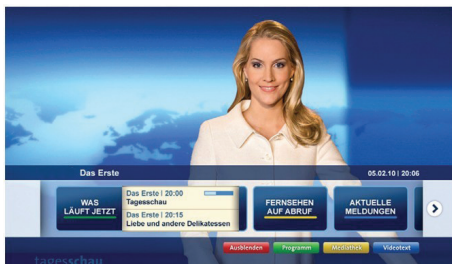 Das Erste
05.02.10 | 20:06
WAS
LÄUFT JETZT
Das Erste | 20:00
Tagesschau
Das Erste | 20:15
Liebe und andere Delikatessen
FERNSEHEN
AUF ABRUF
AKTUELLE
MELDUNGEN
Ausblenden
Programm
Mediathek
Videotext
tagesschau